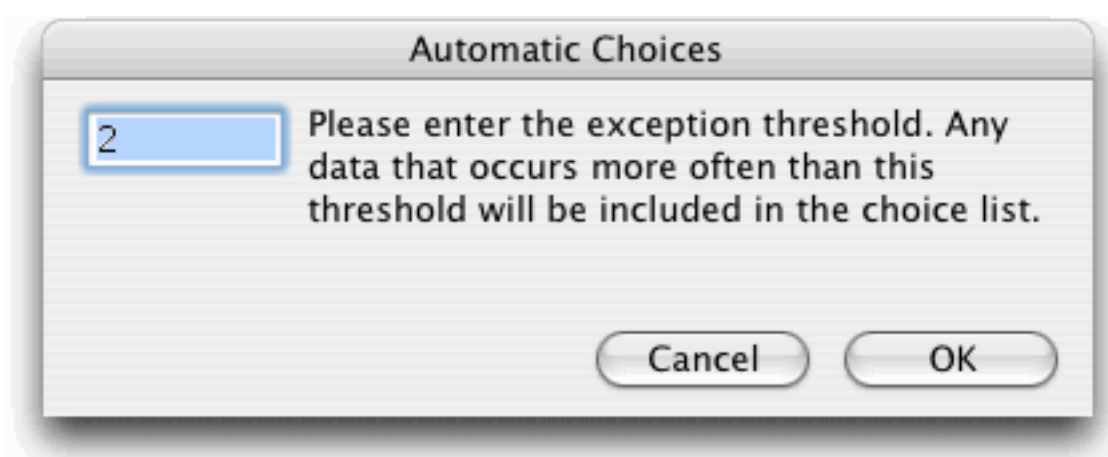 Automatic Choices
2
Please enter the exception threshold. Any
data that occurs more often than this
threshold will be included in the choice list.
Cancel
OK